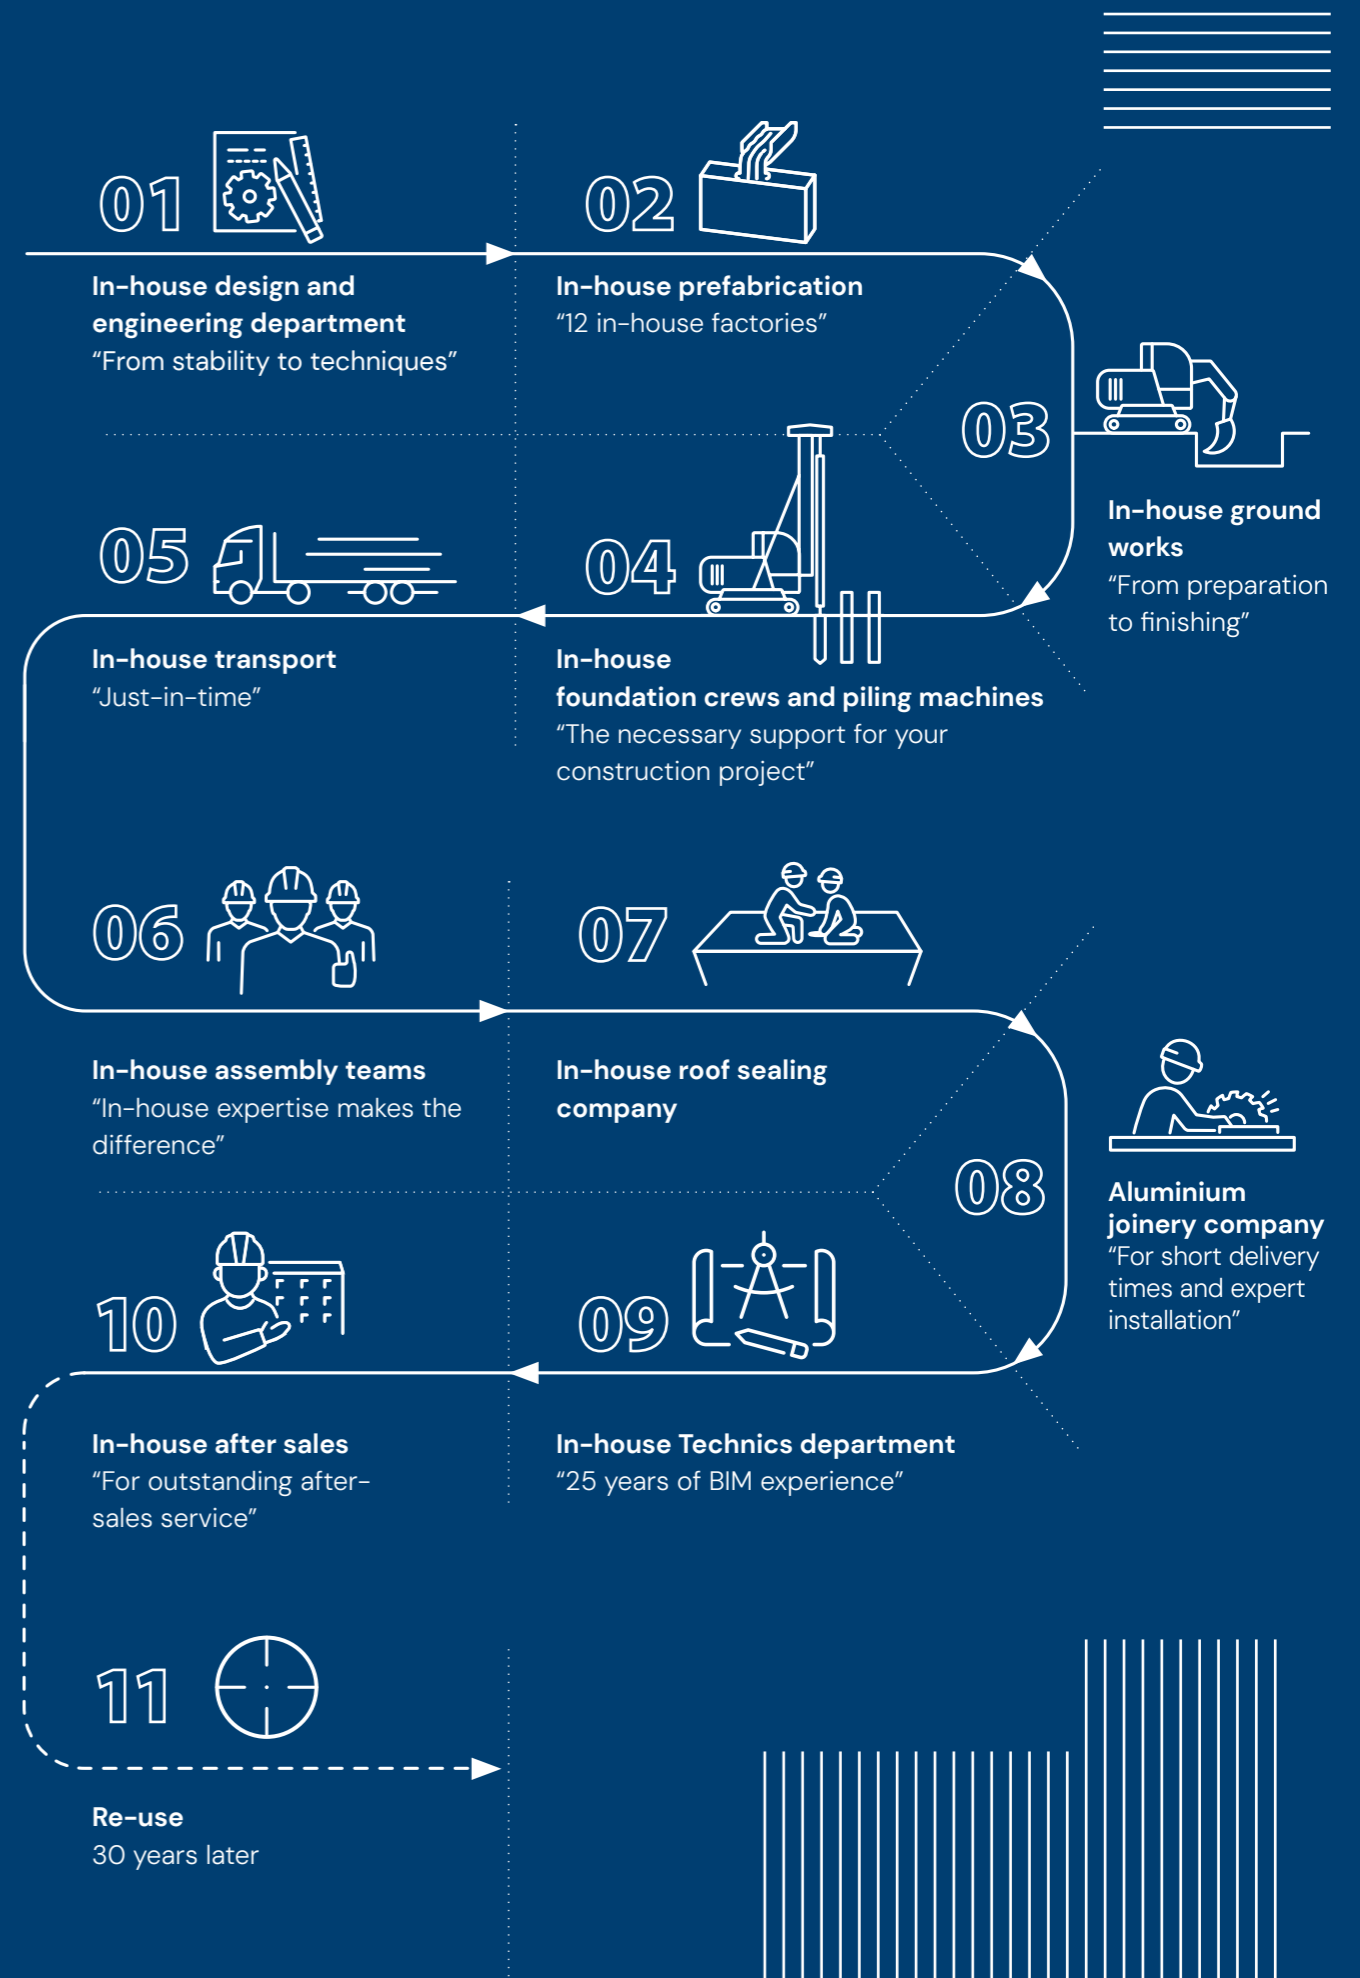 01
In-house design and
engineering department
“From stability to techniques”
02
In-house prefabrication
“12 in-house factories”
03
In-house ground
works
“From preparation
to finishing”
04
In-house
foundation crews and piling machines
“The necessary support for your
construction project”
05
In-house transport
“Just-in-time”
06
In-house assembly teams
“In-house expertise makes the
difference”
07
In-house roof sealing
company
08
Aluminium
joinery company
“For short delivery
times and expert
installation”
09
In-house Technics department
“25 years of BIM experience”
10
In-house after sales
“For outstanding after-
sales service”
11
Re-use
30 years later